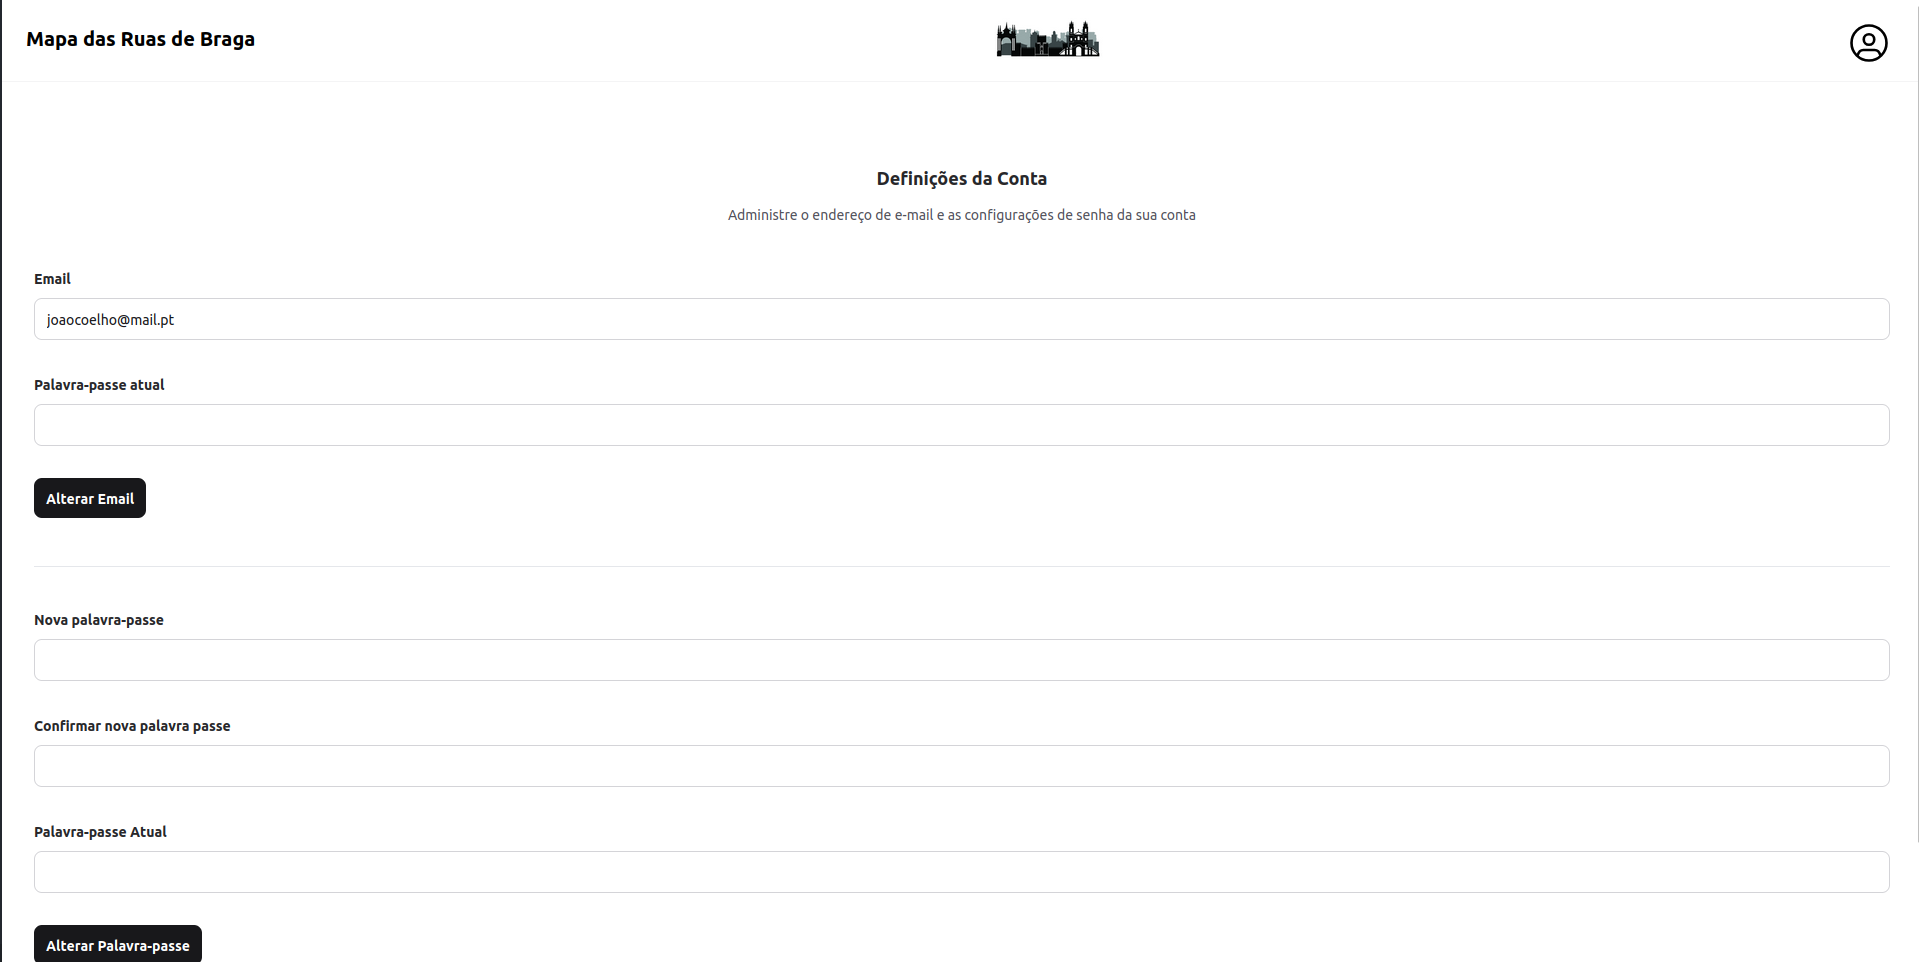 Mapa das Ruas de Braga
Definições da Conta
Administre o endereço de e-mail e as configurações de senha da sua conta
Email
joaocoelho@mail.pt
Palavra-passe atual
Alterar Email
Nova palavra-passe
Confirmar nova palavra passe
Palavra-passe Atual
Alterar Palavra-passe